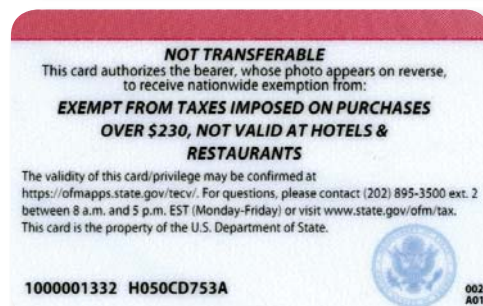 NOT TRANSFERABLE
This card authorizes the bearer, whose photo appears on reverse,
to receive nationwide exemption from:
EXEMPT FROM TAXES IMPOSED ON PURCHASES
OVER $230, NOT VALID AT HOTELS &
RESTAURANTS
The validity of this card/privilege may be confirmed at
https://ofmapps.state.gov/tecv/. For questions, please contact (202) 895-3500 ext. 2
between 8 a.m. and 5 p.m. EST (Monday-Friday) or visit www.state.gov/ofm/tax.
This card is the property of the U.S. Department of State.
1000001332 H050CD753A
002
A01